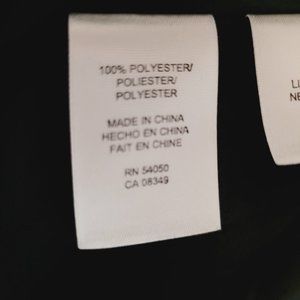 100% POLYESTER/
POLIESTER/
POLYESTER
MADE IN CHINA
HECHO EN CHINA
FAIT EN CHINE
RN 54050
CA 08349